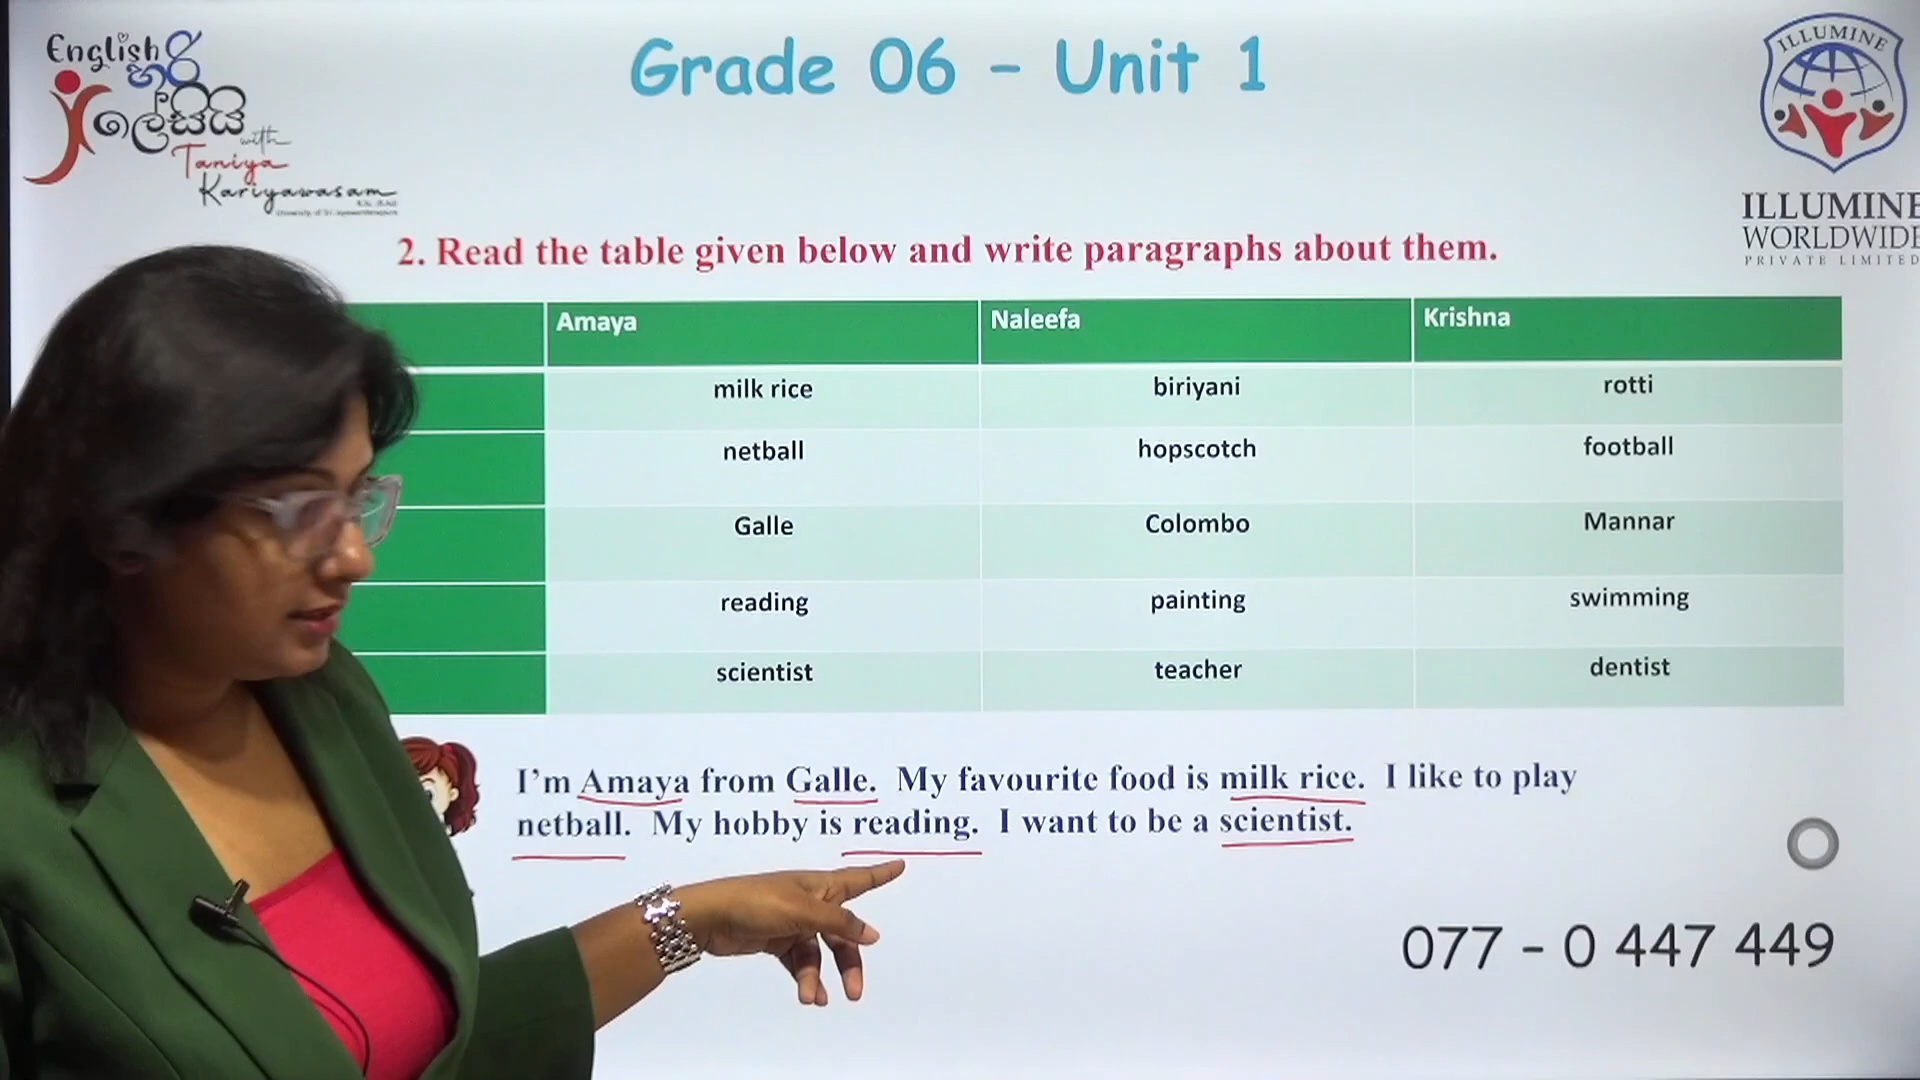 English හරි
ලේසියි
with
Taniya
Kariyawasam
Grade 06 - Unit 1
ILLUMINE
ILLUMINE
WORLDWIDE
PRIVATE LIMITED
2. Read the table given below and write paragraphs about them.
Amaya Naleefa Krishna
milk rice biriyani rotti
netball hopscotch football
Galle Colombo Mannar
reading painting swimming
scientist teacher dentist
I'm Amaya from Galle. My favourite food is milk rice. I like to play
netball. My hobby is reading. I want to be a scientist.
077 - 0 447 449